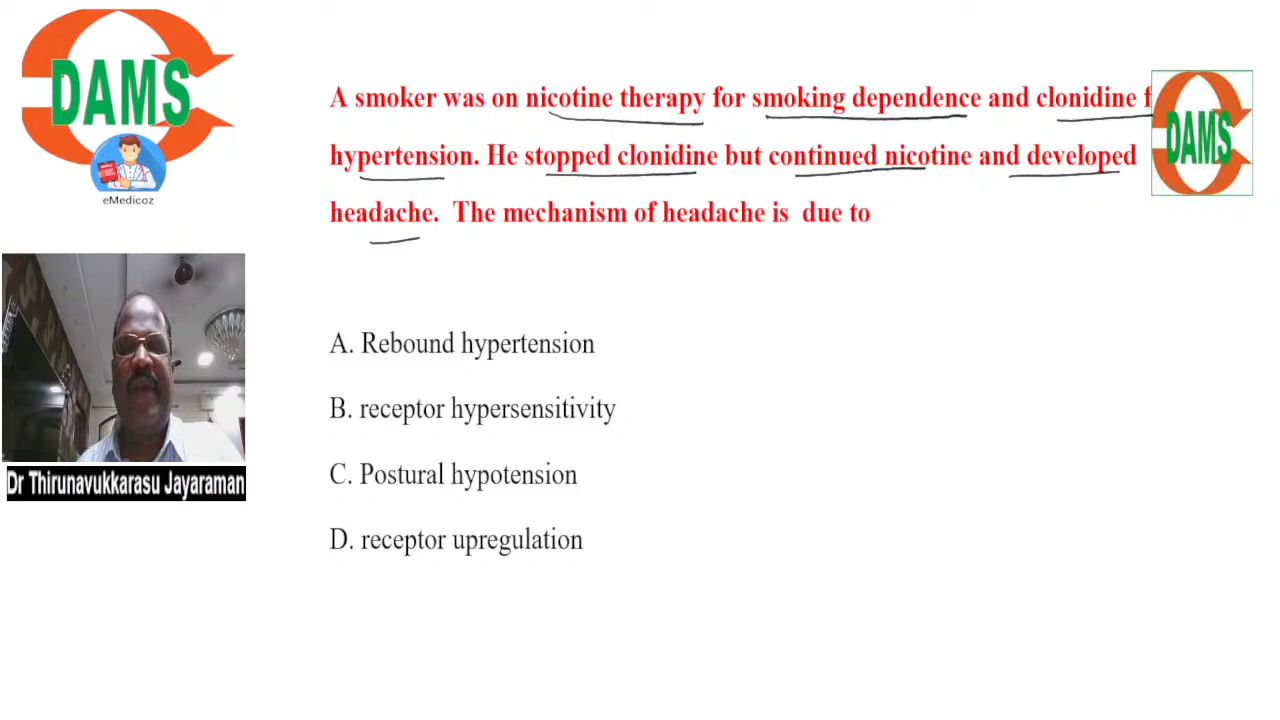 DAMS
eMedicoz
A smoker was on nicotine therapy for smoking dependence and clonidine f
hypertension. He stopped clonidine but continued nicotine and developed
headache. The mechanism of headache is due to
DAMS
A. Rebound hypertension
B. receptor hypersensitivity
C. Postural hypotension
D. receptor upregulation
Dr Thirunavukkarasu Jayaraman